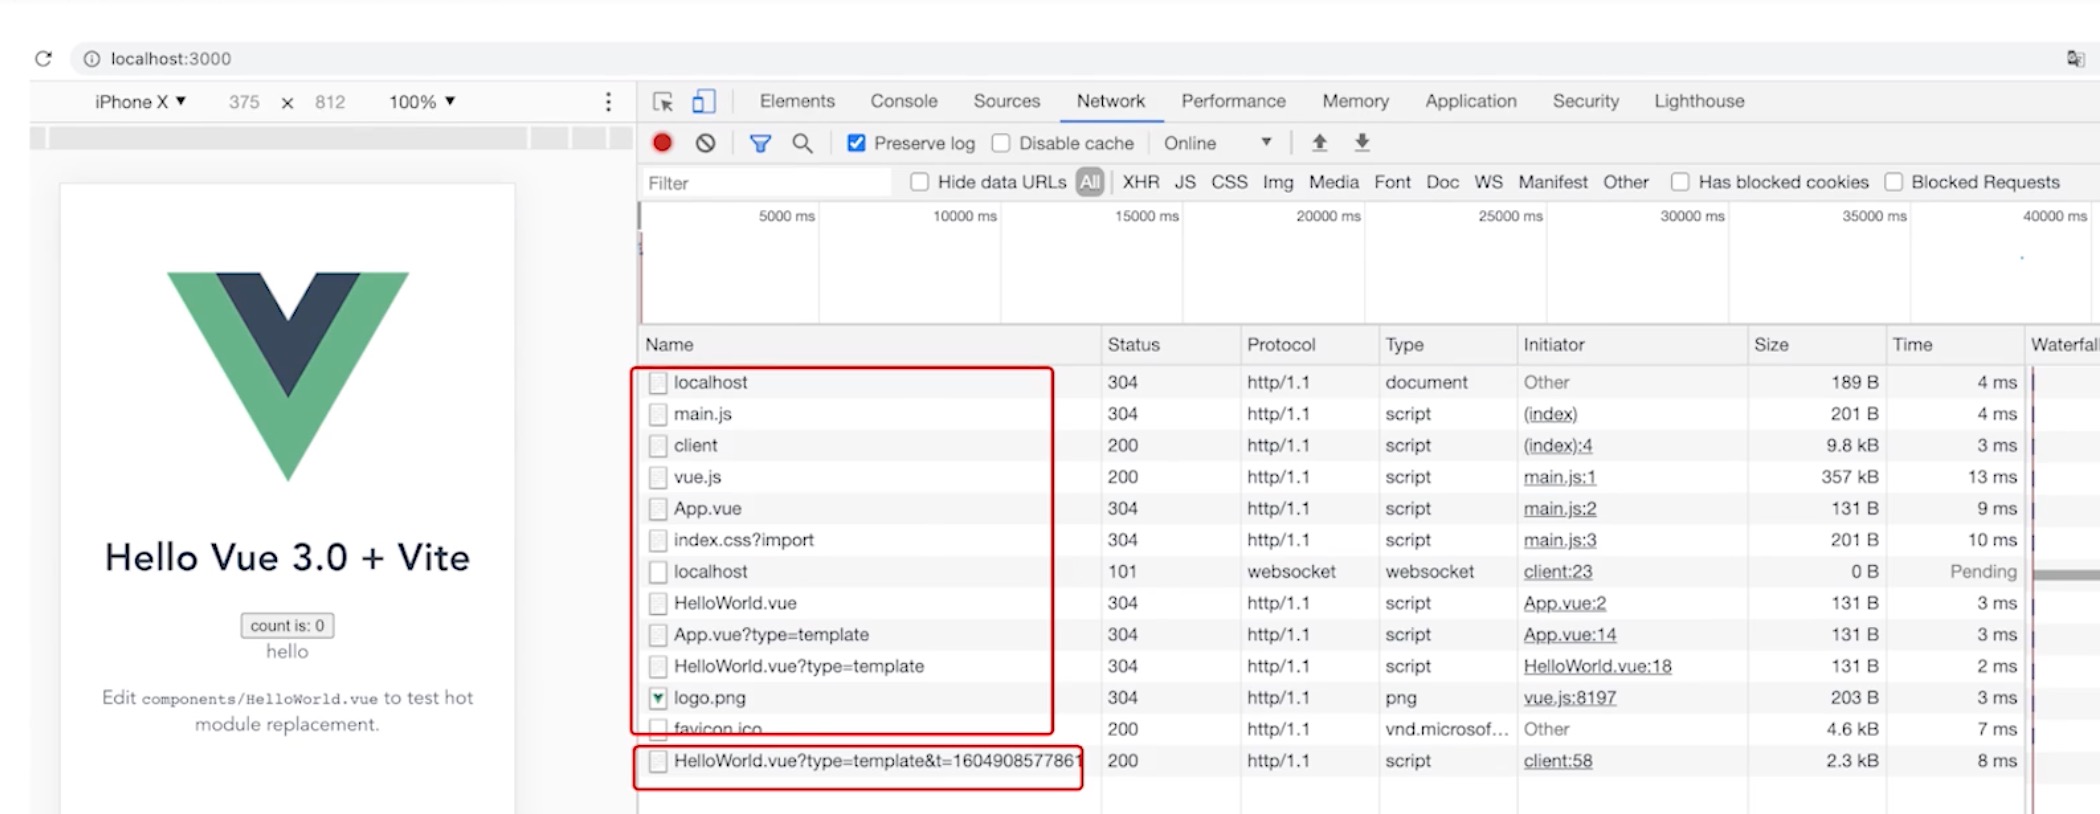 localhost:3000
iPhone X ▼ 375 × 812 100% ▼
Elements Console Sources Network Performance Memory Application Security Lighthouse
Preserve log Disable cache Online ▼
Filter Hide data URLs All XHR JS CSS Img Media Font Doc WS Manifest Other Has blocked cookies Blocked Requests
5000 ms 10000 ms 15000 ms 20000 ms 25000 ms 30000 ms 35000 ms 40000 ms
Name Status Protocol Type Initiator Size Time Waterfall
localhost 304 http/1.1 document Other 189 B 4 ms
main.js 304 http/1.1 script (index) 201 B 4 ms
client 200 http/1.1 script (index):4 9.8 kB 3 ms
vue.js 200 http/1.1 script main.js:1 357 kB 13 ms
App.vue 304 http/1.1 script main.js:2 131 B 9 ms
index.css?import 304 http/1.1 script main.js:3 201 B 10 ms
localhost 101 websocket websocket client:23 0 B Pending
HelloWorld.vue 304 http/1.1 script App.vue:2 131 B 3 ms
App.vue?type=template 304 http/1.1 script App.vue:14 131 B 3 ms
HelloWorld.vue?type=template 304 http/1.1 script HelloWorld.vue:18 131 B 2 ms
logo.png 304 http/1.1 png vue.js:8197 203 B 3 ms
favicon.ico 200 http/1.1 vnd.microsof... Other 4.6 kB 7 ms
HelloWorld.vue?type=template&t=1604908577861 200 http/1.1 script client:58 2.3 kB 8 ms
Hello Vue 3.0 + Vite
count is: 0
hello
Edit components/HelloWorld.vue to test hot
module replacement.